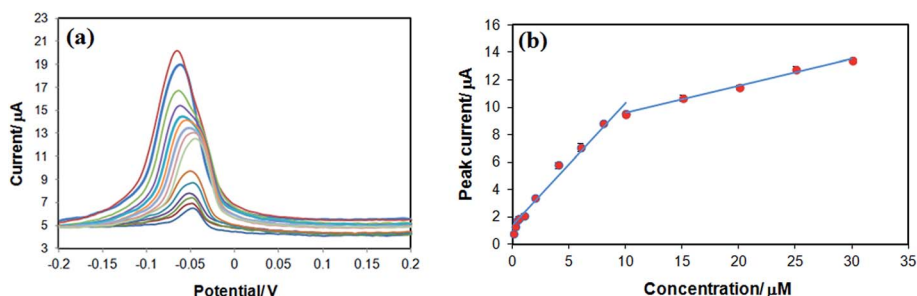 (a)
Current/ µA
23
21
19
17
15
13
11
9
7
5
3
-0.2 -0.15 -0.1 -0.05 0 0.05 0.1 0.15 0.2
Potential/ V
(b)
Peak current/ µA
16
14
12
10
8
6
4
2
0
0 5 10 15 20 25 30 35
Concentration/ µM